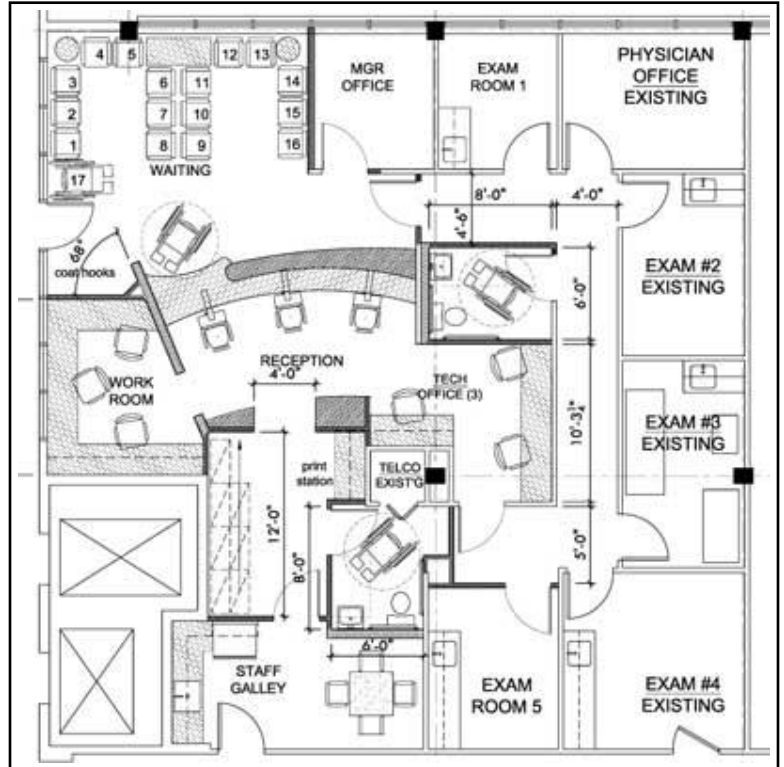 4 5 12 13
3 6 11 14
2 7 10 15
1 8 9 16
17
WAITING
MGR
OFFICE
EXAM
ROOM 1
PHYSICIAN
OFFICE
EXISTING
8'-0"
4'-0"
4'-6"
68"
coat hooks
EXAM #2
EXISTING
6'-0"
RECEPTION
4'-0"
WORK
ROOM
TECH
OFFICE (3)
10'-3¾"
EXAM #3
EXISTING
print
station
TELCO
EXIST'G
12'-0"
8'-0"
5'-0"
6'-0"
STAFF
GALLEY
EXAM
ROOM 5
EXAM #4
EXISTING